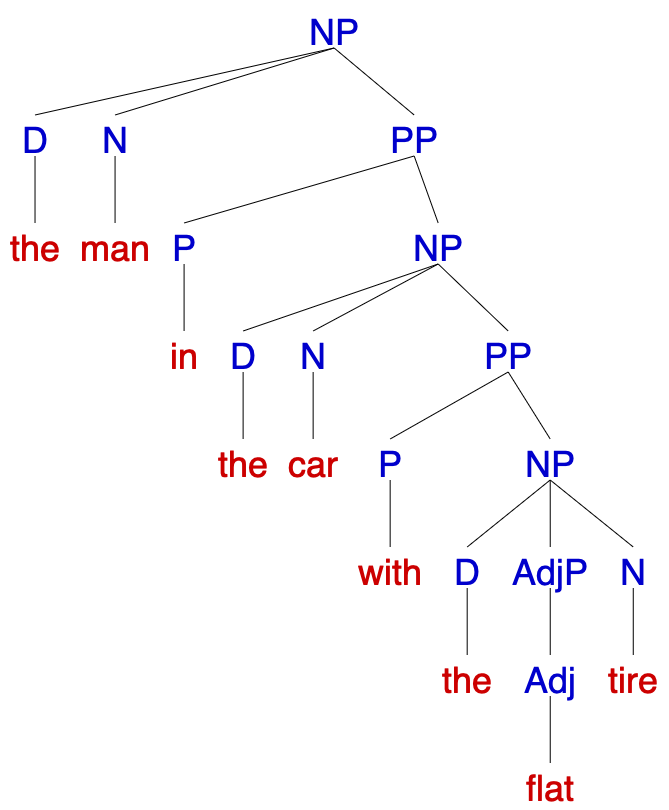 NP
D N PP
the man P NP
in D N PP
the car P NP
with D AdjP N
the Adj tire
flat